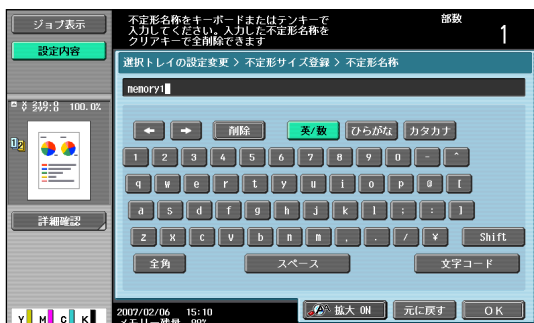 ジョブ表示
設定内容
不定形名称をキーボードまたはテンキーで
入力してください。入力した不定形名称を
クリアキーで全削除できます
部数
1
選択トレイの設定変更 > 不定形サイズ登録 > 不定形名称
memory1
100.0%
← → 削除 英/数 ひらがな カタカナ
1 2 3 4 5 6 7 8 9 0 - ^
q w e r t y u i o p @ [
a s d f g h j k l ; : ]
z x c v b n m , . / ¥ Shift
全角 スペース 文字コード
詳細確認
拡大 ON 元に戻す OK
2007/02/06 15:10
メモリー残量 99%
Y M C K